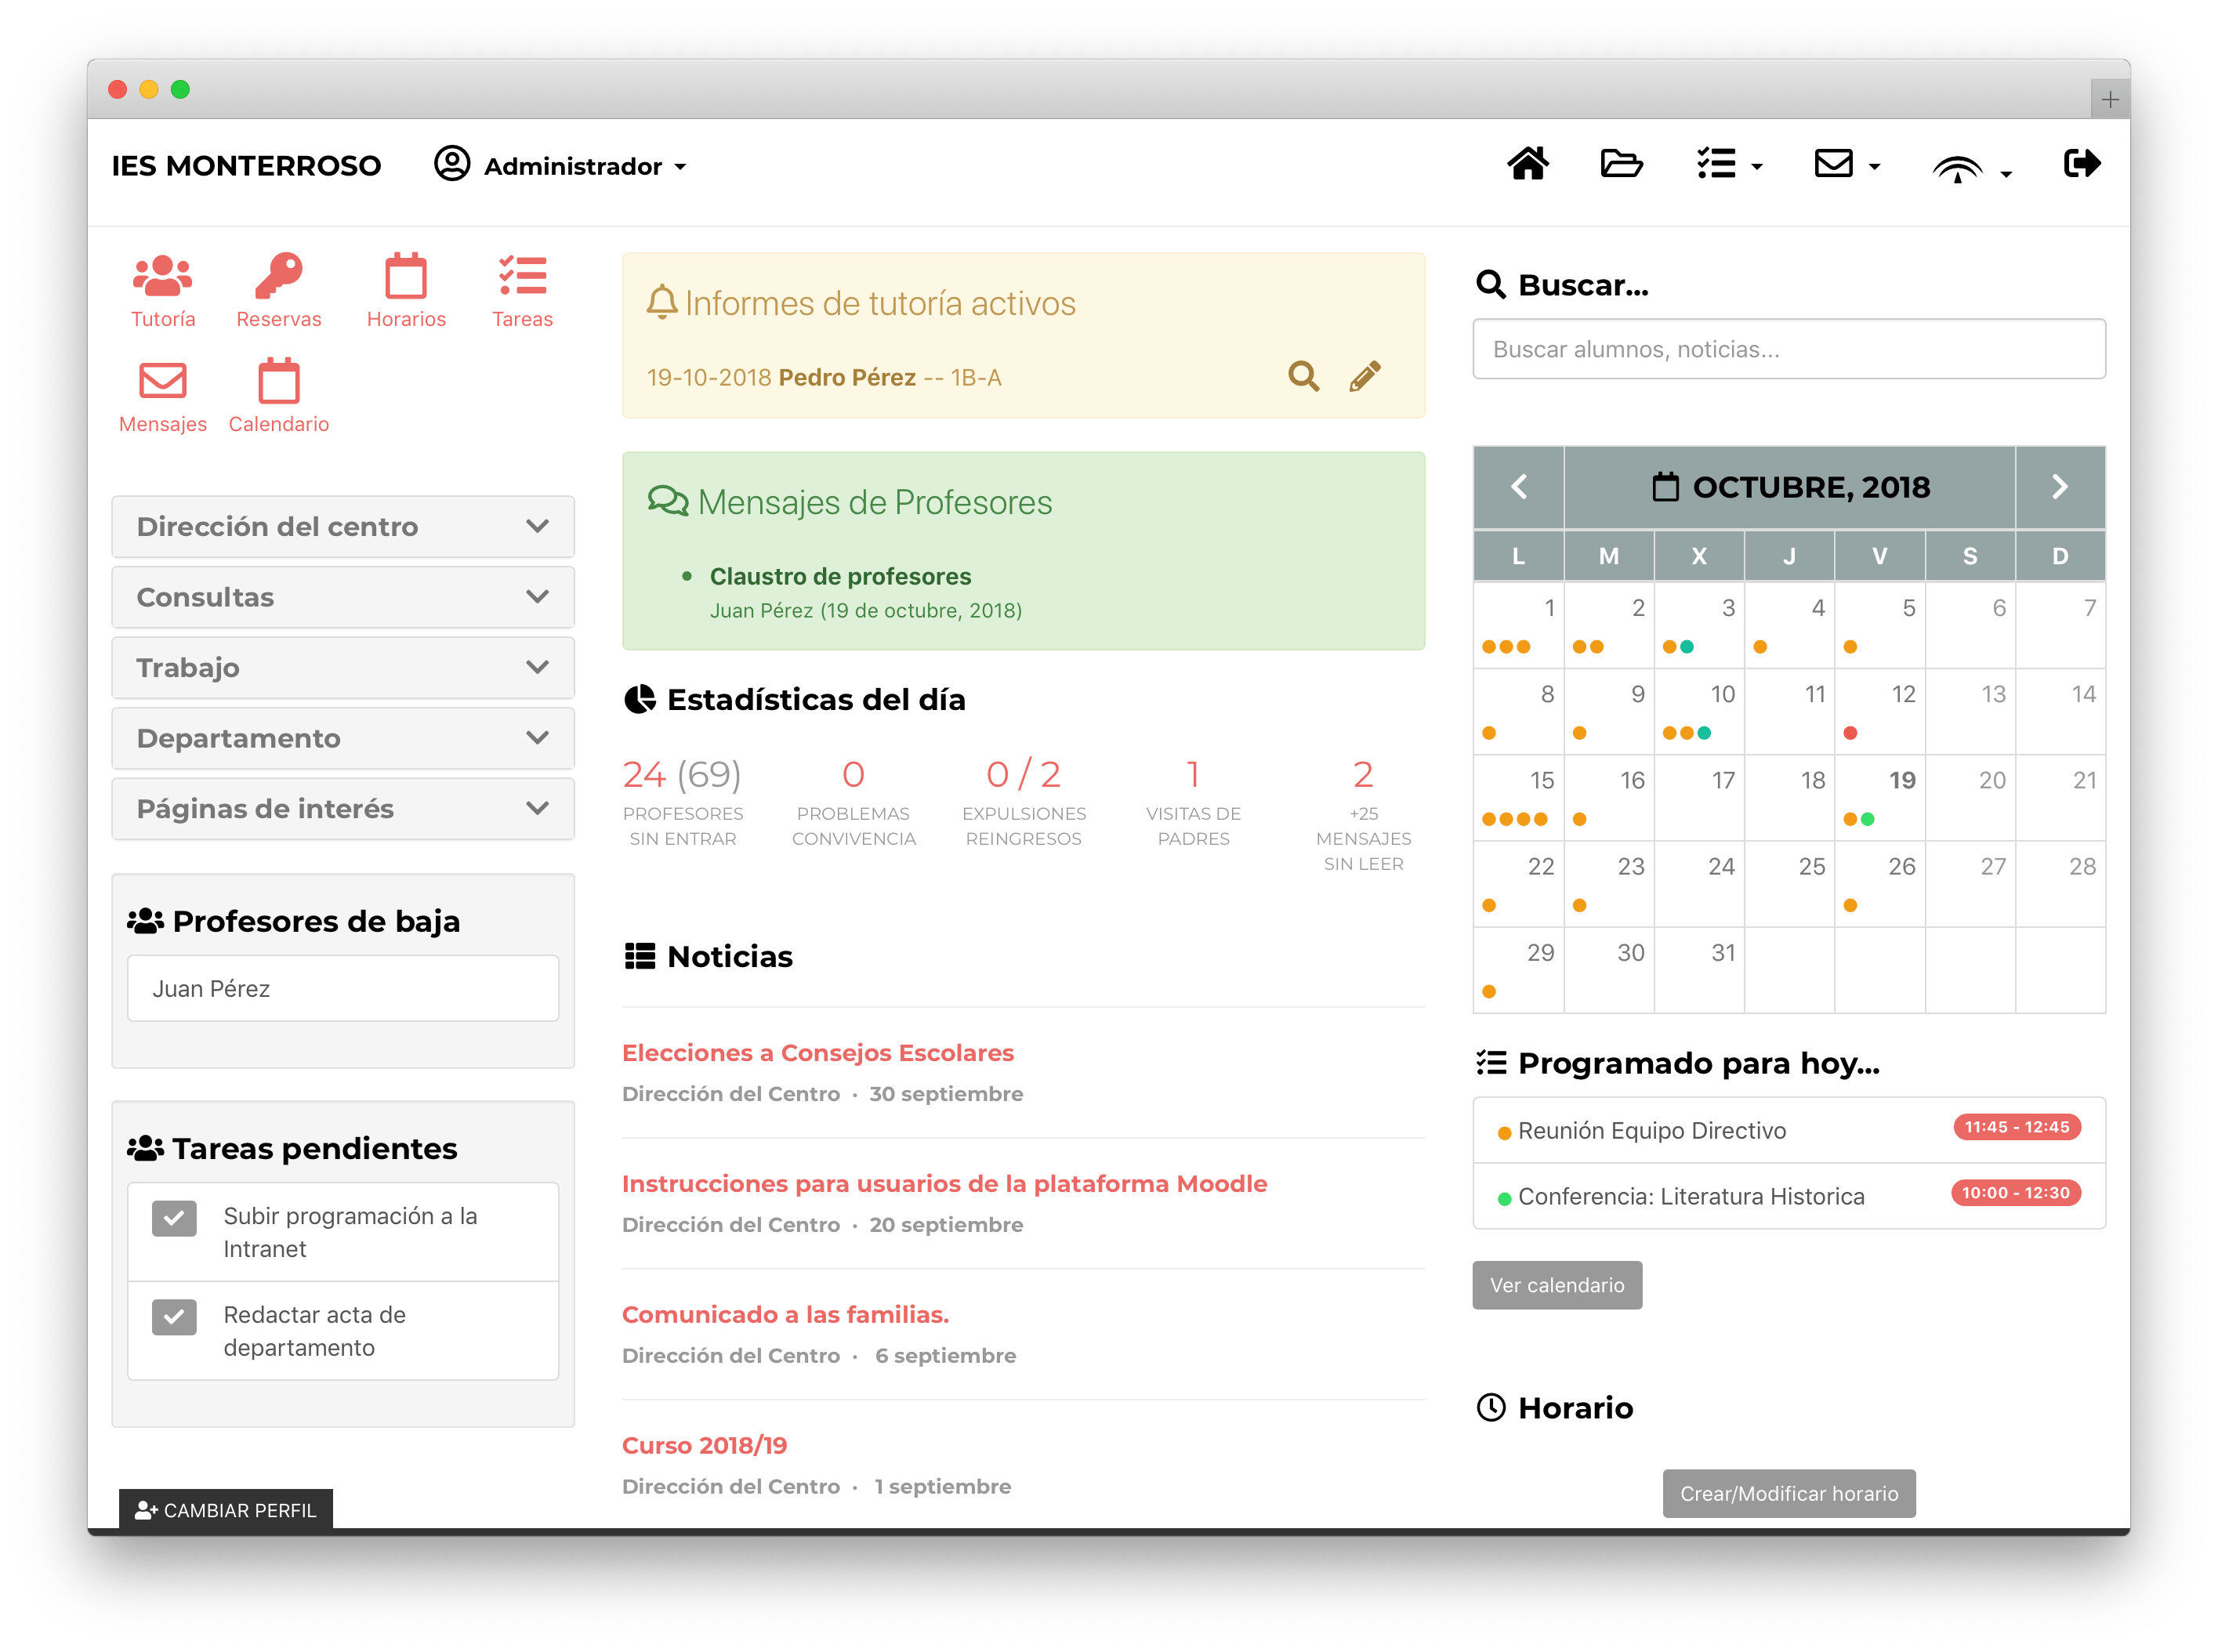 IES MONTERROSO
Administrador
Tutoría
Reservas
Horarios
Tareas
Mensajes
Calendario
Dirección del centro
Consultas
Trabajo
Departamento
Páginas de interés
Profesores de baja
Juan Pérez
Tareas pendientes
Subir programación a la
Intranet
Redactar acta de
departamento
CAMBIAR PERFIL
Informes de tutoría activos
19-10-2018 Pedro Pérez -- 1B-A
Mensajes de Profesores
• Claustro de profesores
Juan Pérez (19 de octubre, 2018)
Estadísticas del día
24 (69)
PROFESORES
SIN ENTRAR
0
PROBLEMAS
CONVIVENCIA
0 / 2
EXPULSIONES
REINGRESOS
1
VISITAS DE
PADRES
2
+25
MENSAJES
SIN LEER
Noticias
Elecciones a Consejos Escolares
Dirección del Centro · 30 septiembre
Instrucciones para usuarios de la plataforma Moodle
Dirección del Centro · 20 septiembre
Comunicado a las familias.
Dirección del Centro · 6 septiembre
Curso 2018/19
Dirección del Centro · 1 septiembre
Buscar...
Buscar alumnos, noticias...
OCTUBRE, 2018
L M X J V S D
1 2 3 4 5 6 7
8 9 10 11 12 13 14
15 16 17 18 19 20 21
22 23 24 25 26 27 28
29 30 31
Programado para hoy...
Reunión Equipo Directivo 11:45 - 12:45
Conferencia: Literatura Historica 10:00 - 12:30
Ver calendario
Horario
Crear/Modificar horario